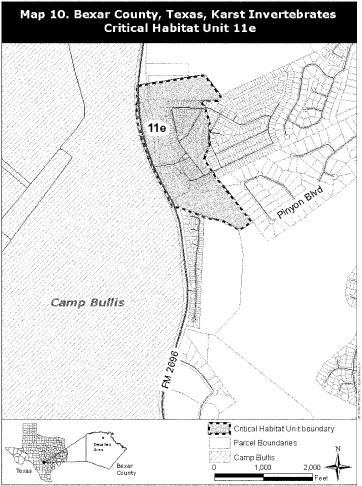 Map 10. Bexar County, Texas, Karst Invertebrates
Critical Habitat Unit 11e
11e
Pinyon Blvd
Camp Bullis
FM 2696
Detailed
Area
Texas
Bexar
County
Critical Habitat Unit boundary
Parcel Boundaries
Camp Bullis
0 1,000 2,000
Feet
N